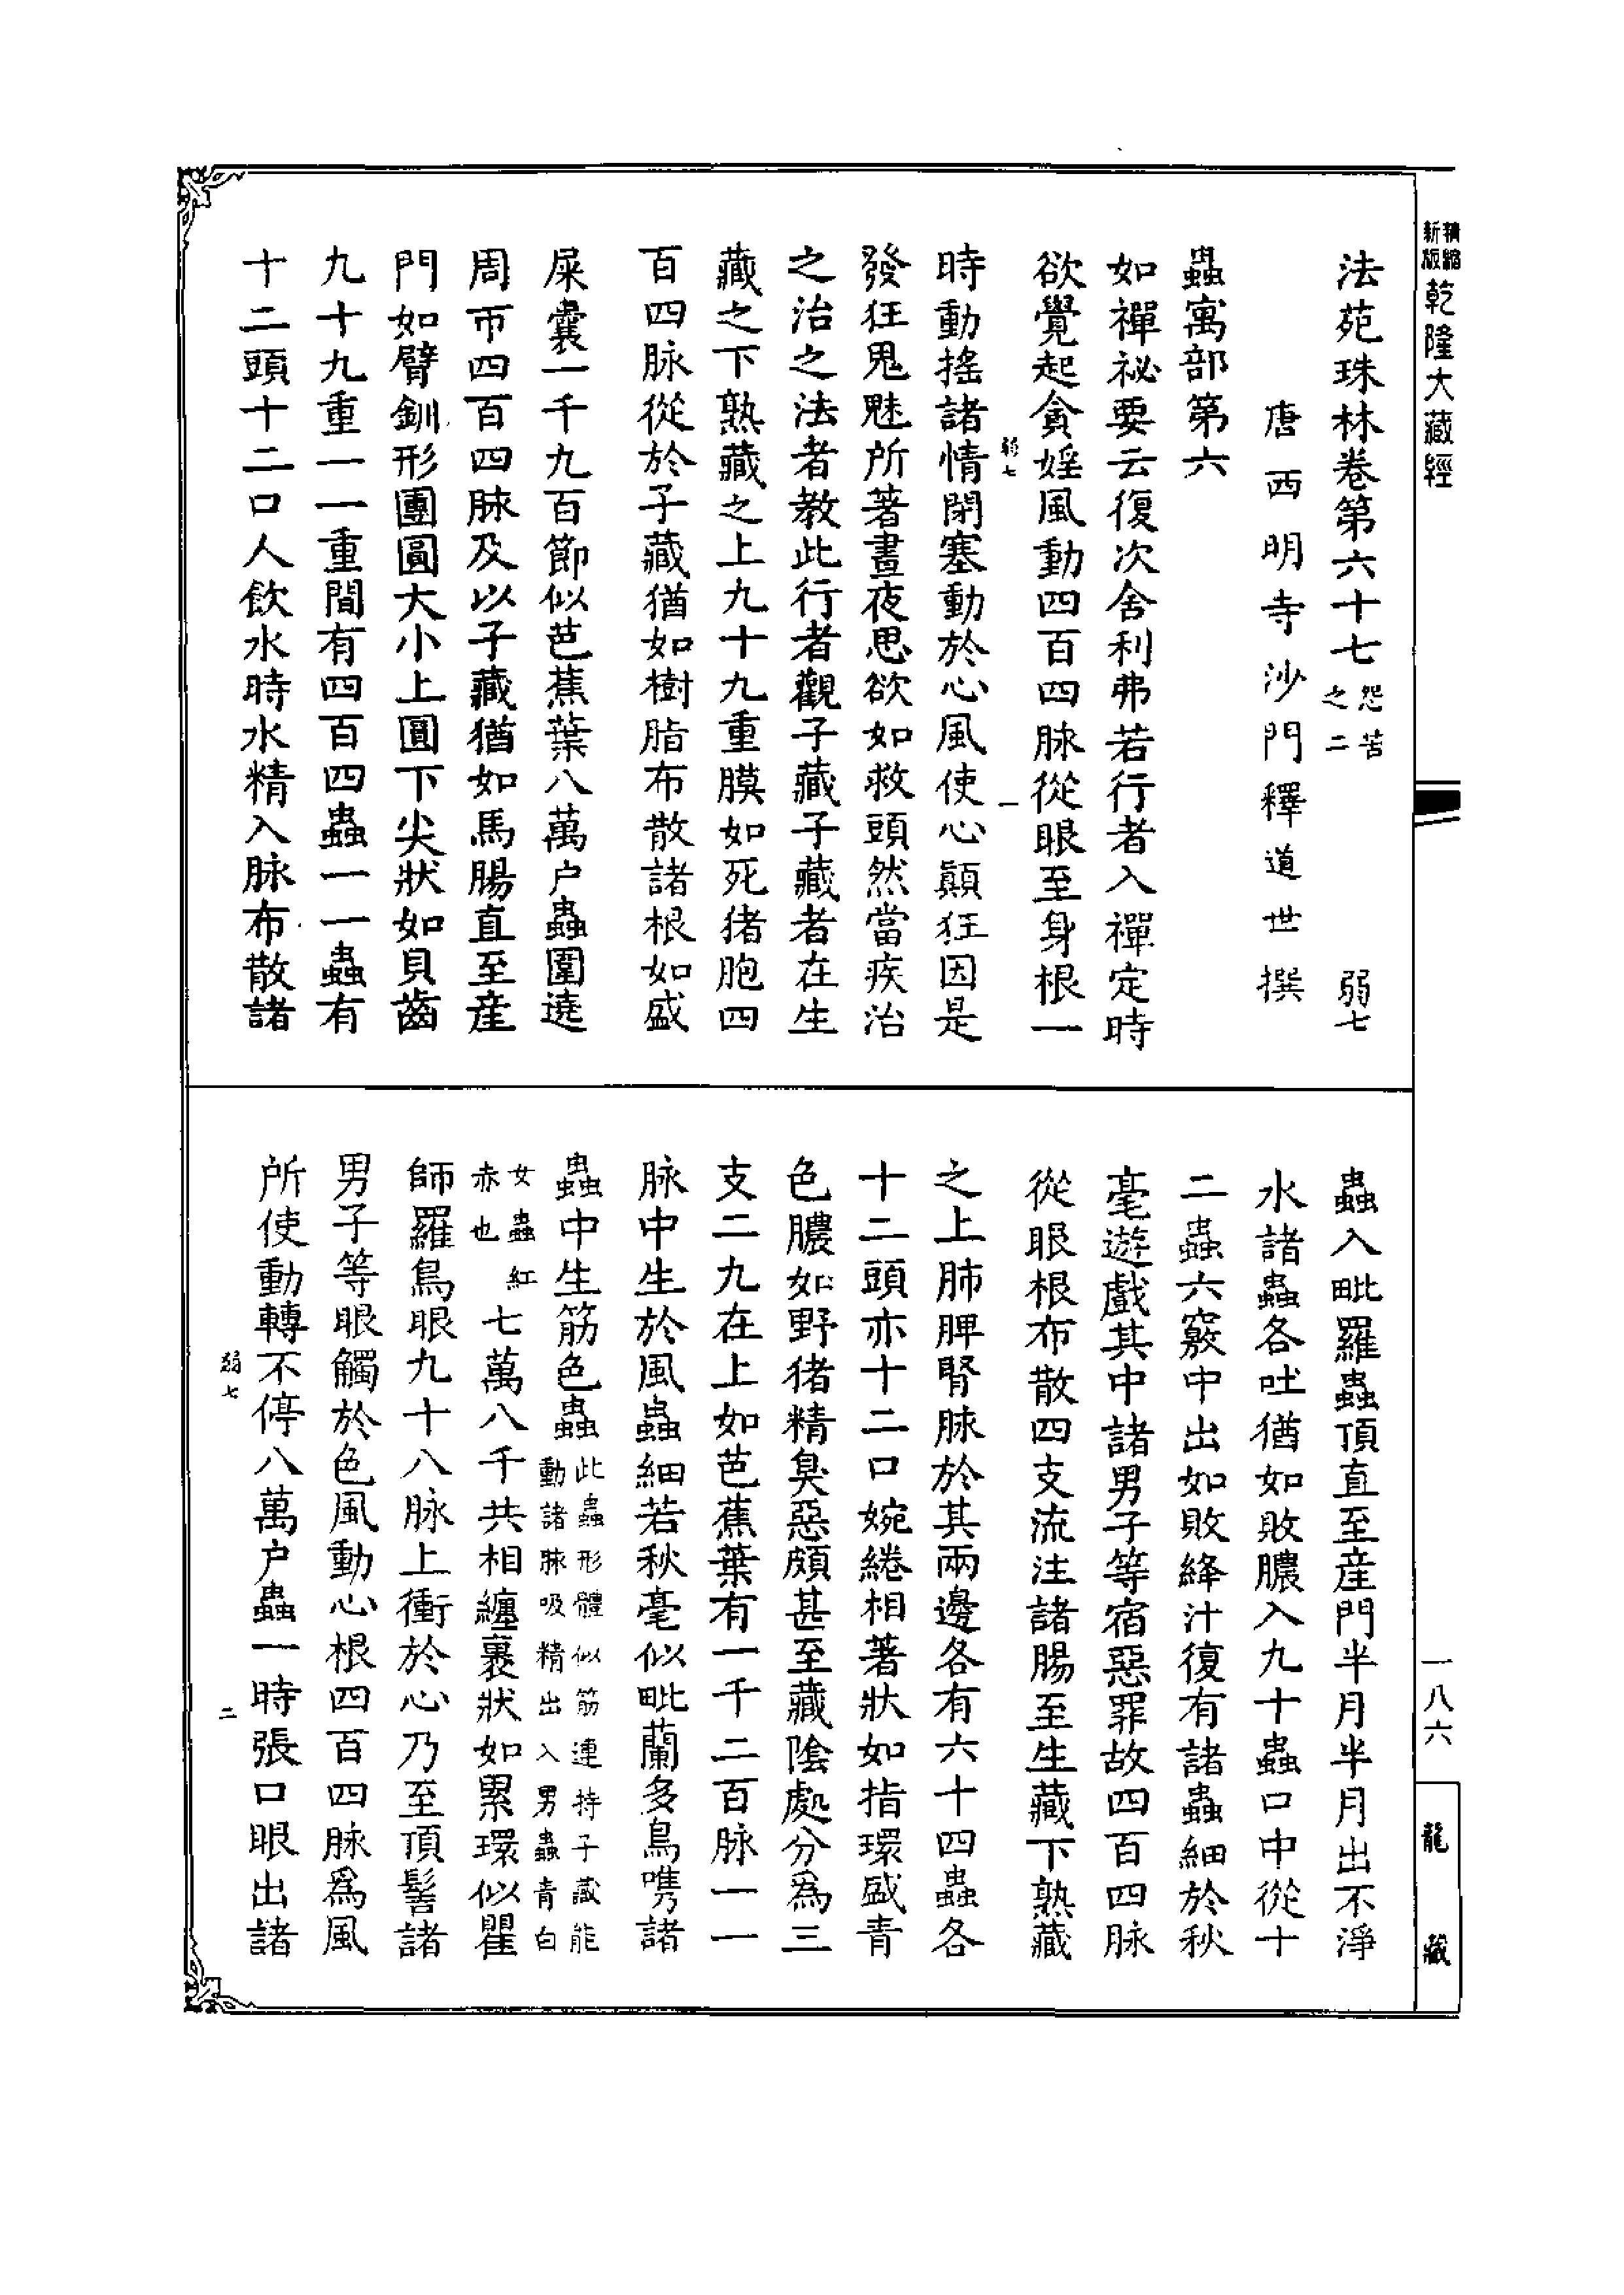 精縮
新版
乾隆大藏經
法苑珠林卷第六十七 怨苦之二 弱七
唐西明寺沙門釋道世撰
蟲寓部第六
如禪祕要云復次舍利弗若行者入禪定時
欲覺起貪婬風動四百四脉從眼至身根一
弱七 一
時動搖諸情閉塞動於心風使心顛狂因是
發狂鬼魅所著晝夜思欲如救頭然當疾治
之治之法者教此行者觀子藏子藏者在生
藏之下熟藏之上九十九重膜如死猪胞四
百四脉從於子藏猶如樹脂布散諸根如盛
屎囊一千九百節似芭蕉葉八萬户蟲圍遶
周帀四百四脉及以子藏猶如馬腸直至産
門如臂釧形團圓大小上圓下尖狀如貝齒
九十九重一一重間有四百四蟲一一蟲有
十二頭十二口人飲水時水精入脉布散諸
蟲入毗羅蟲頂直至産門半月半月出不淨
水諸蟲各吐猶如敗膿入九十蟲口中從十
二蟲六竅中出如敗絳汁復有諸蟲細於秋
毫遊戲其中諸男子等宿惡罪故四百四脉
從眼根布散四支流注諸腸至生藏下熟藏
之上肺脾腎脉於其兩邊各有六十四蟲各
十二頭亦十二口婉綣相著狀如指環盛青
色膿如野猪精臭惡頗甚至藏陰處分為三
支二九在上如芭蕉葉有一千二百脉一一
脉中生於風蟲細若秋毫似毗蘭多鳥㗜諸
蟲中生筋色蟲 此蟲形體似筋連持子藏能
動諸脉吸精出入男蟲青白
女蟲紅
赤也 七萬八千共相纏裹狀如累環似瞿
師羅鳥眼九十八脉上衝於心乃至頂髻諸
男子等眼觸於色風動心根四百四脉爲風
所使動轉不停八萬户蟲一時張口眼出諸
弱七 二
一八六
龍藏